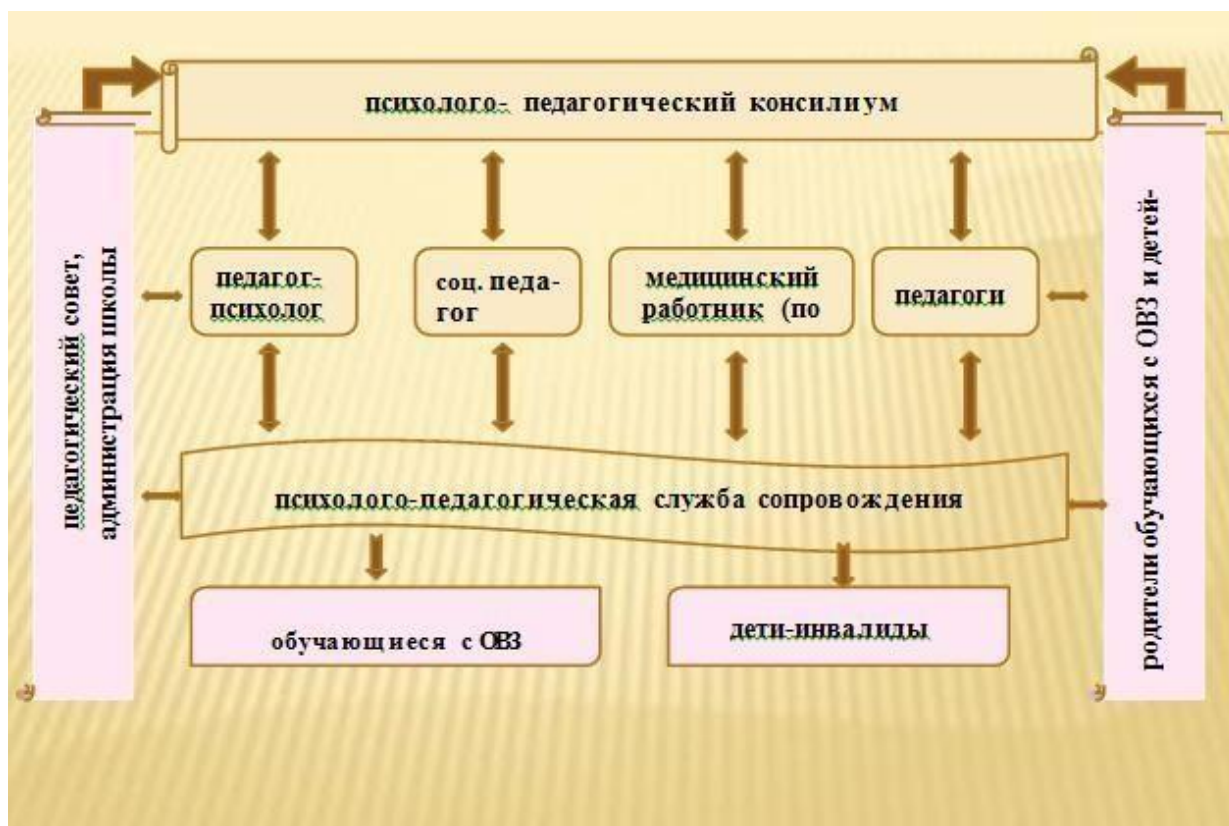 психолого- педагогический консилиум
педагогический совет,
администрация школы
педагог-
психолог
соц. педа-
гог
медицинский
работник (по
педагоги
родители обучающихся с ОВЗ и детей-
психолого-педагогическая служба сопровождения
обучающиеся с ОВЗ
дети-инвалиды